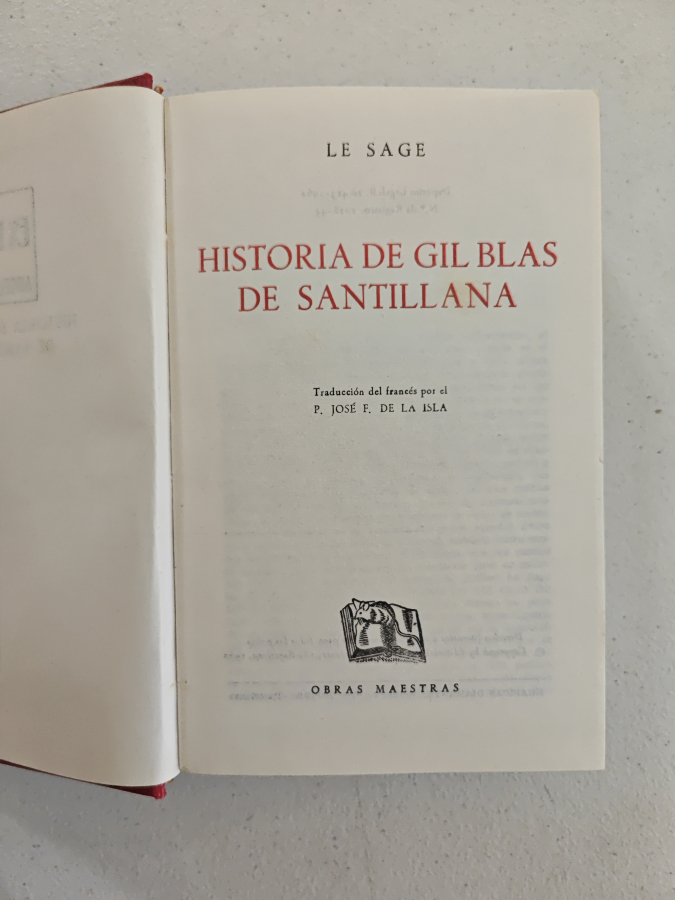 LE SAGE
HISTORIA DE GIL BLAS
DE SANTILLANA
Traducción del francés por el
P. JOSÉ F. DE LA ISLA
OBRAS MAESTRAS